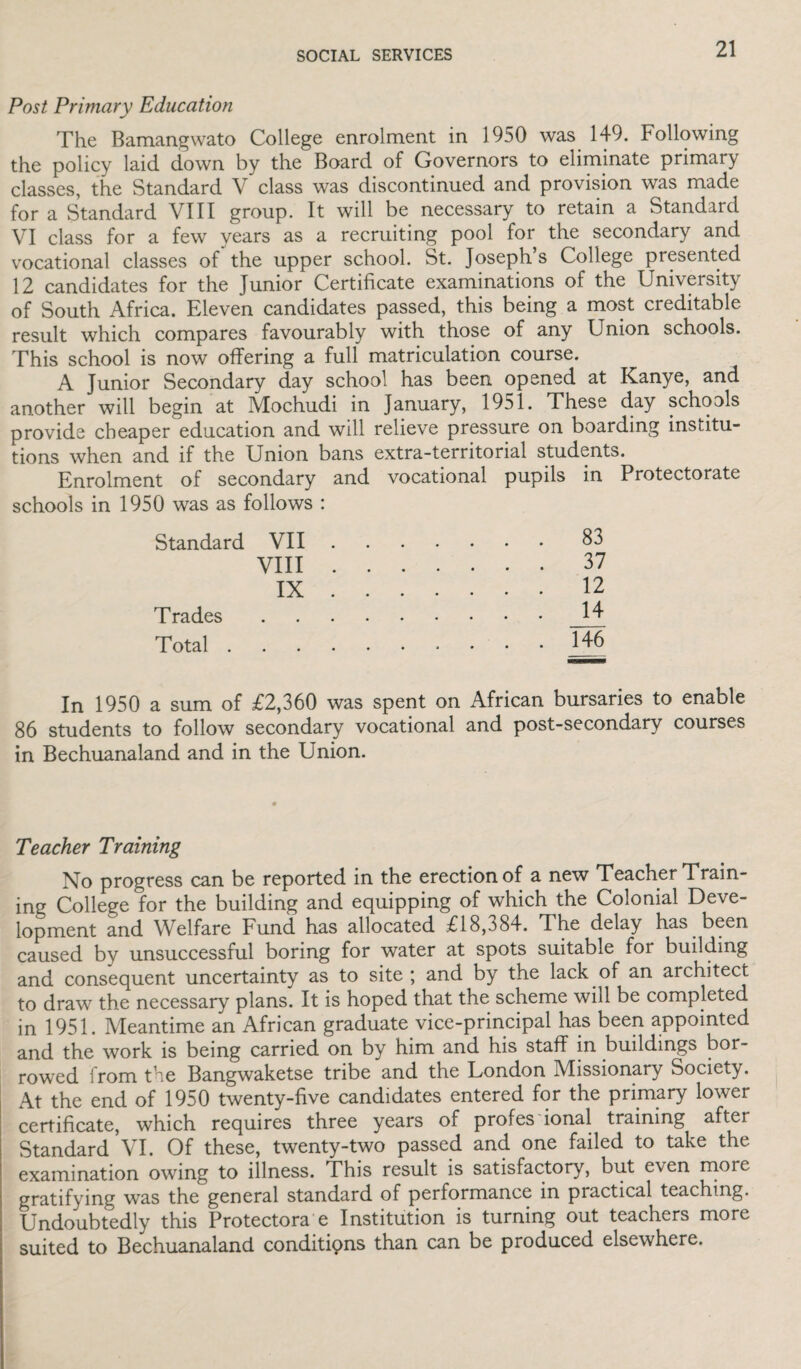 SOCIAL SERVICES 21
Post Primary Education
The Bamangwato College enrolment in 1950 was 149. Following
the policy laid down by the Board of Governors to eliminate primary
classes, the Standard V class was discontinued and provision was made
for a Standard VIII group. It will be necessary to retain a Standard
VI class for a few years as a recruiting pool for the secondary and
vocational classes of the upper school. St. Joseph's College presented
12 candidates for the Junior Certificate examinations of the University
of South Africa. Eleven candidates passed, this being a most creditable
result which compares favourably with those of any Union schools.
This school is now offering a full matriculation course.
A Junior Secondary day school has been opened at Kanye, and
another will begin at Mochudi in January, 1951. These day schools
provide cheaper education and will relieve pressure on boarding institu-
tions when and if the Union bans extra-territorial students.
Enrolment of secondary and vocational pupils in Protectorate
schools in 1950 was as follows :
Standard VII . . . . . . . 83
VIII . . . . . . . 37
IX . . . . . . . 12
Trades . . . . . . . . . 14
Total . . . . . . . . . . 146
In 1950 a sum of £2,360 was spent on African bursaries to enable
86 students to follow secondary vocational and post-secondary courses
in Bechuanaland and in the Union.
Teacher Training
No progress can be reported in the erection of a new Teacher Train-
ing College for the building and equipping of which the Colonial Deve-
lopment and Welfare Fund has allocated £18,384. The delay has been
caused by unsuccessful boring for water at spots suitable for building
and consequent uncertainty as to site ; and by the lack of an architect
to draw the necessary plans. It is hoped that the scheme will be completed
in 1951. Meantime an African graduate vice-principal has been appointed
and the work is being carried on by him and his staff in buildings bor-
rowed from the Bangwaketse tribe and the London Missionary Society.
At the end of 1950 twenty-five candidates entered for the primary lower
certificate, which requires three years of profes ional training after
Standard VI. Of these, twenty-two passed and one failed to take the
examination owing to illness. This result is satisfactory, but even more
gratifying was the general standard of performance in practical teaching.
Undoubtedly this Protectora e Institution is turning out teachers more
suited to Bechuanaland conditions than can be produced elsewhere.